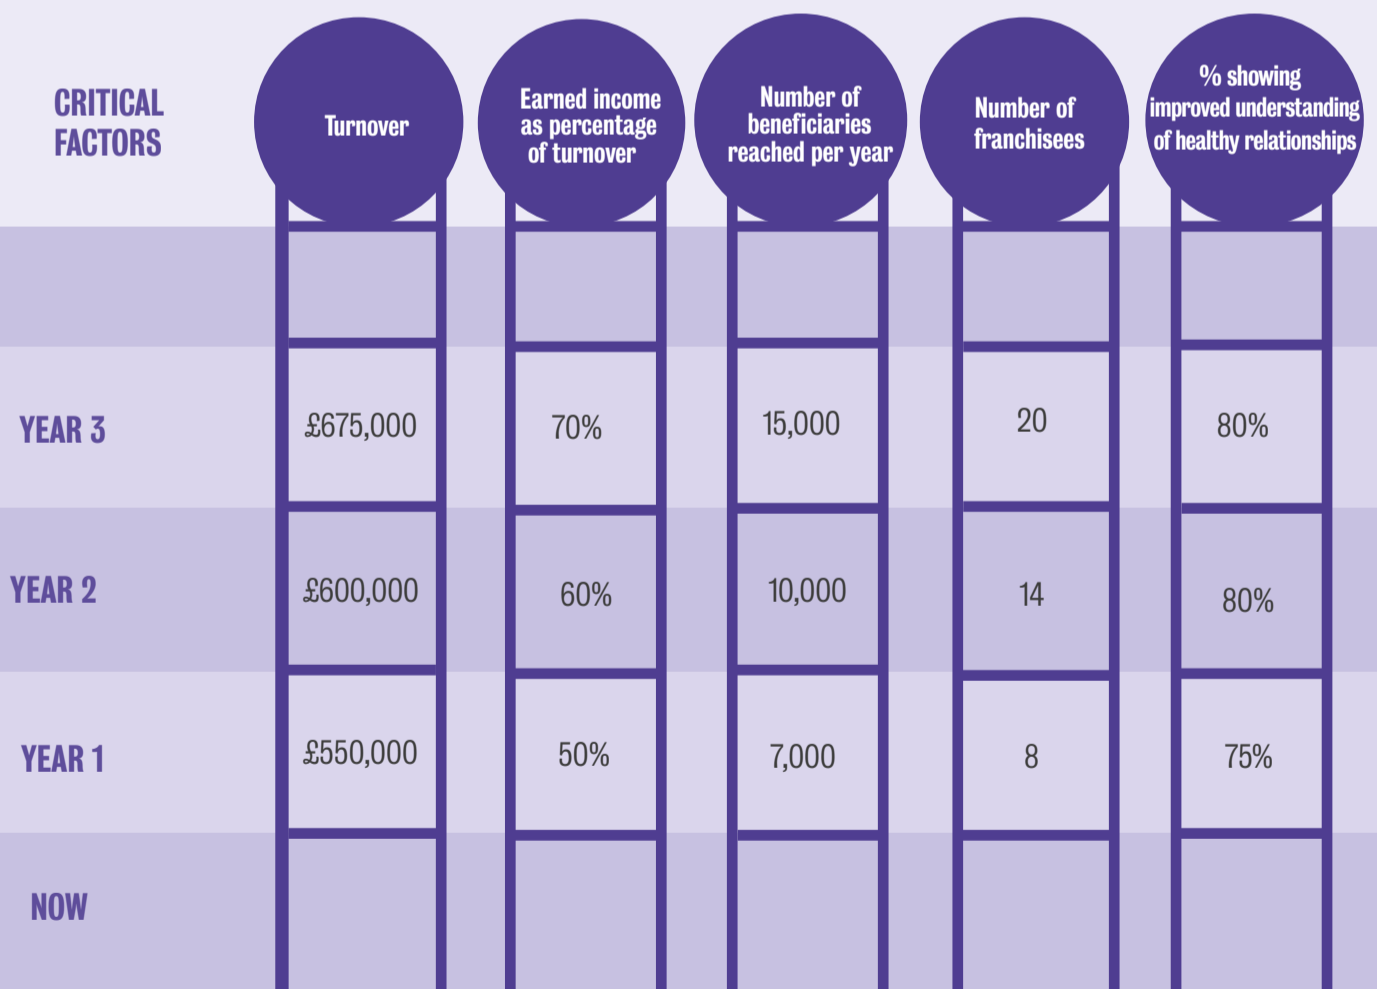 CRITICAL
FACTORS
Turnover
Earned income
as percentage
of turnover
Number of
beneficiaries
reached per year
Number of
franchisees
% showing
improved understanding
of healthy relationships
YEAR 3
£675,000
70%
15,000
20
80%
YEAR 2
£600,000
60%
10,000
14
80%
YEAR 1
£550,000
50%
7,000
8
75%
NOW